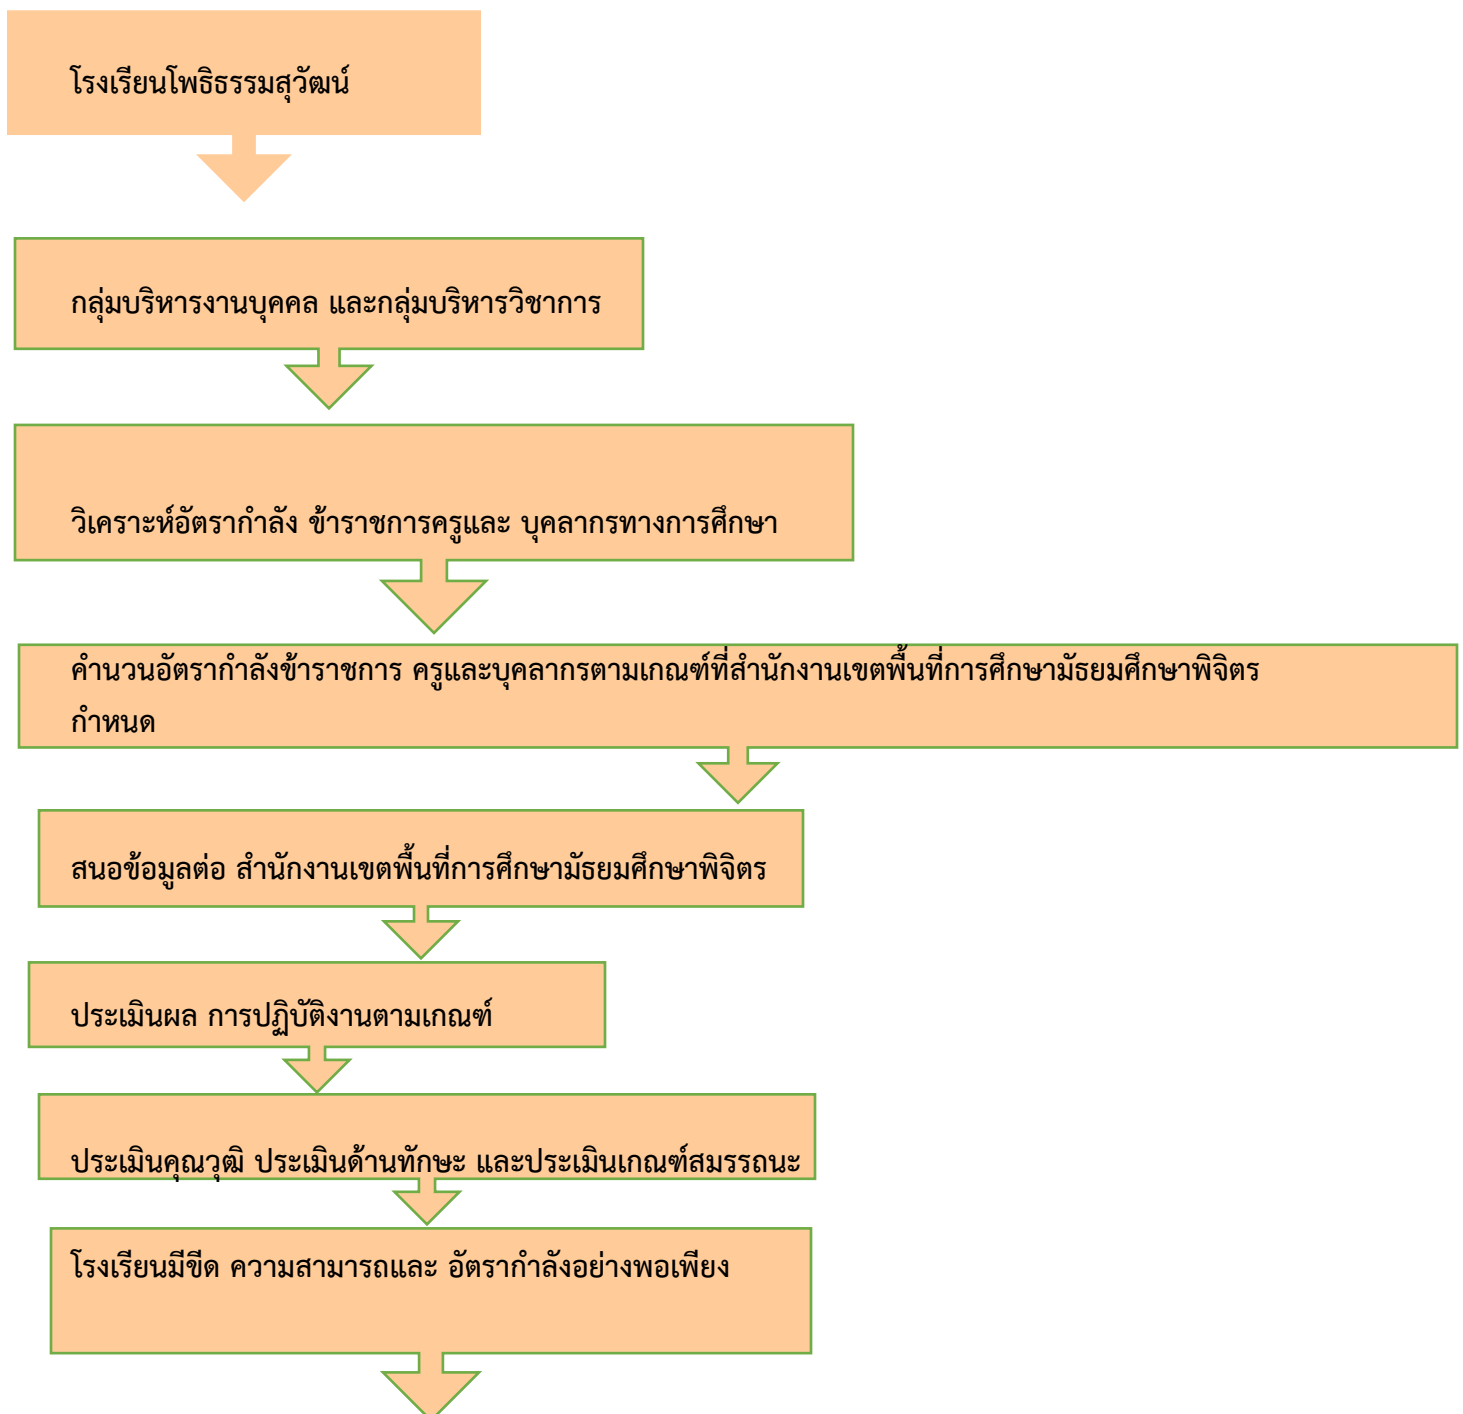 โรงเรียนโพธิธรรมสุวัฒน์
กลุ่มบริหารงานบุคคล และกลุ่มบริหารวิชาการ
วิเคราะห์อัตรากำลัง ข้าราชการครูและ บุคลากรทางการศึกษา
คำนวนอัตรากำลังข้าราชการ ครูและบุคลากรตามเกณฑ์ที่สำนักงานเขตพื้นที่การศึกษามัธยมศึกษาพิจิตร
กำหนด
สนอข้อมูลต่อ สำนักงานเขตพื้นที่การศึกษามัธยมศึกษาพิจิตร
ประเมินผล การปฏิบัติงานตามเกณฑ์
ประเมินคุณวุฒิ ประเมินด้านทักษะ และประเมินเกณฑ์สมรรถนะ
โรงเรียนมีขีด ความสามารถและ อัตรากำลังอย่างพอเพียง